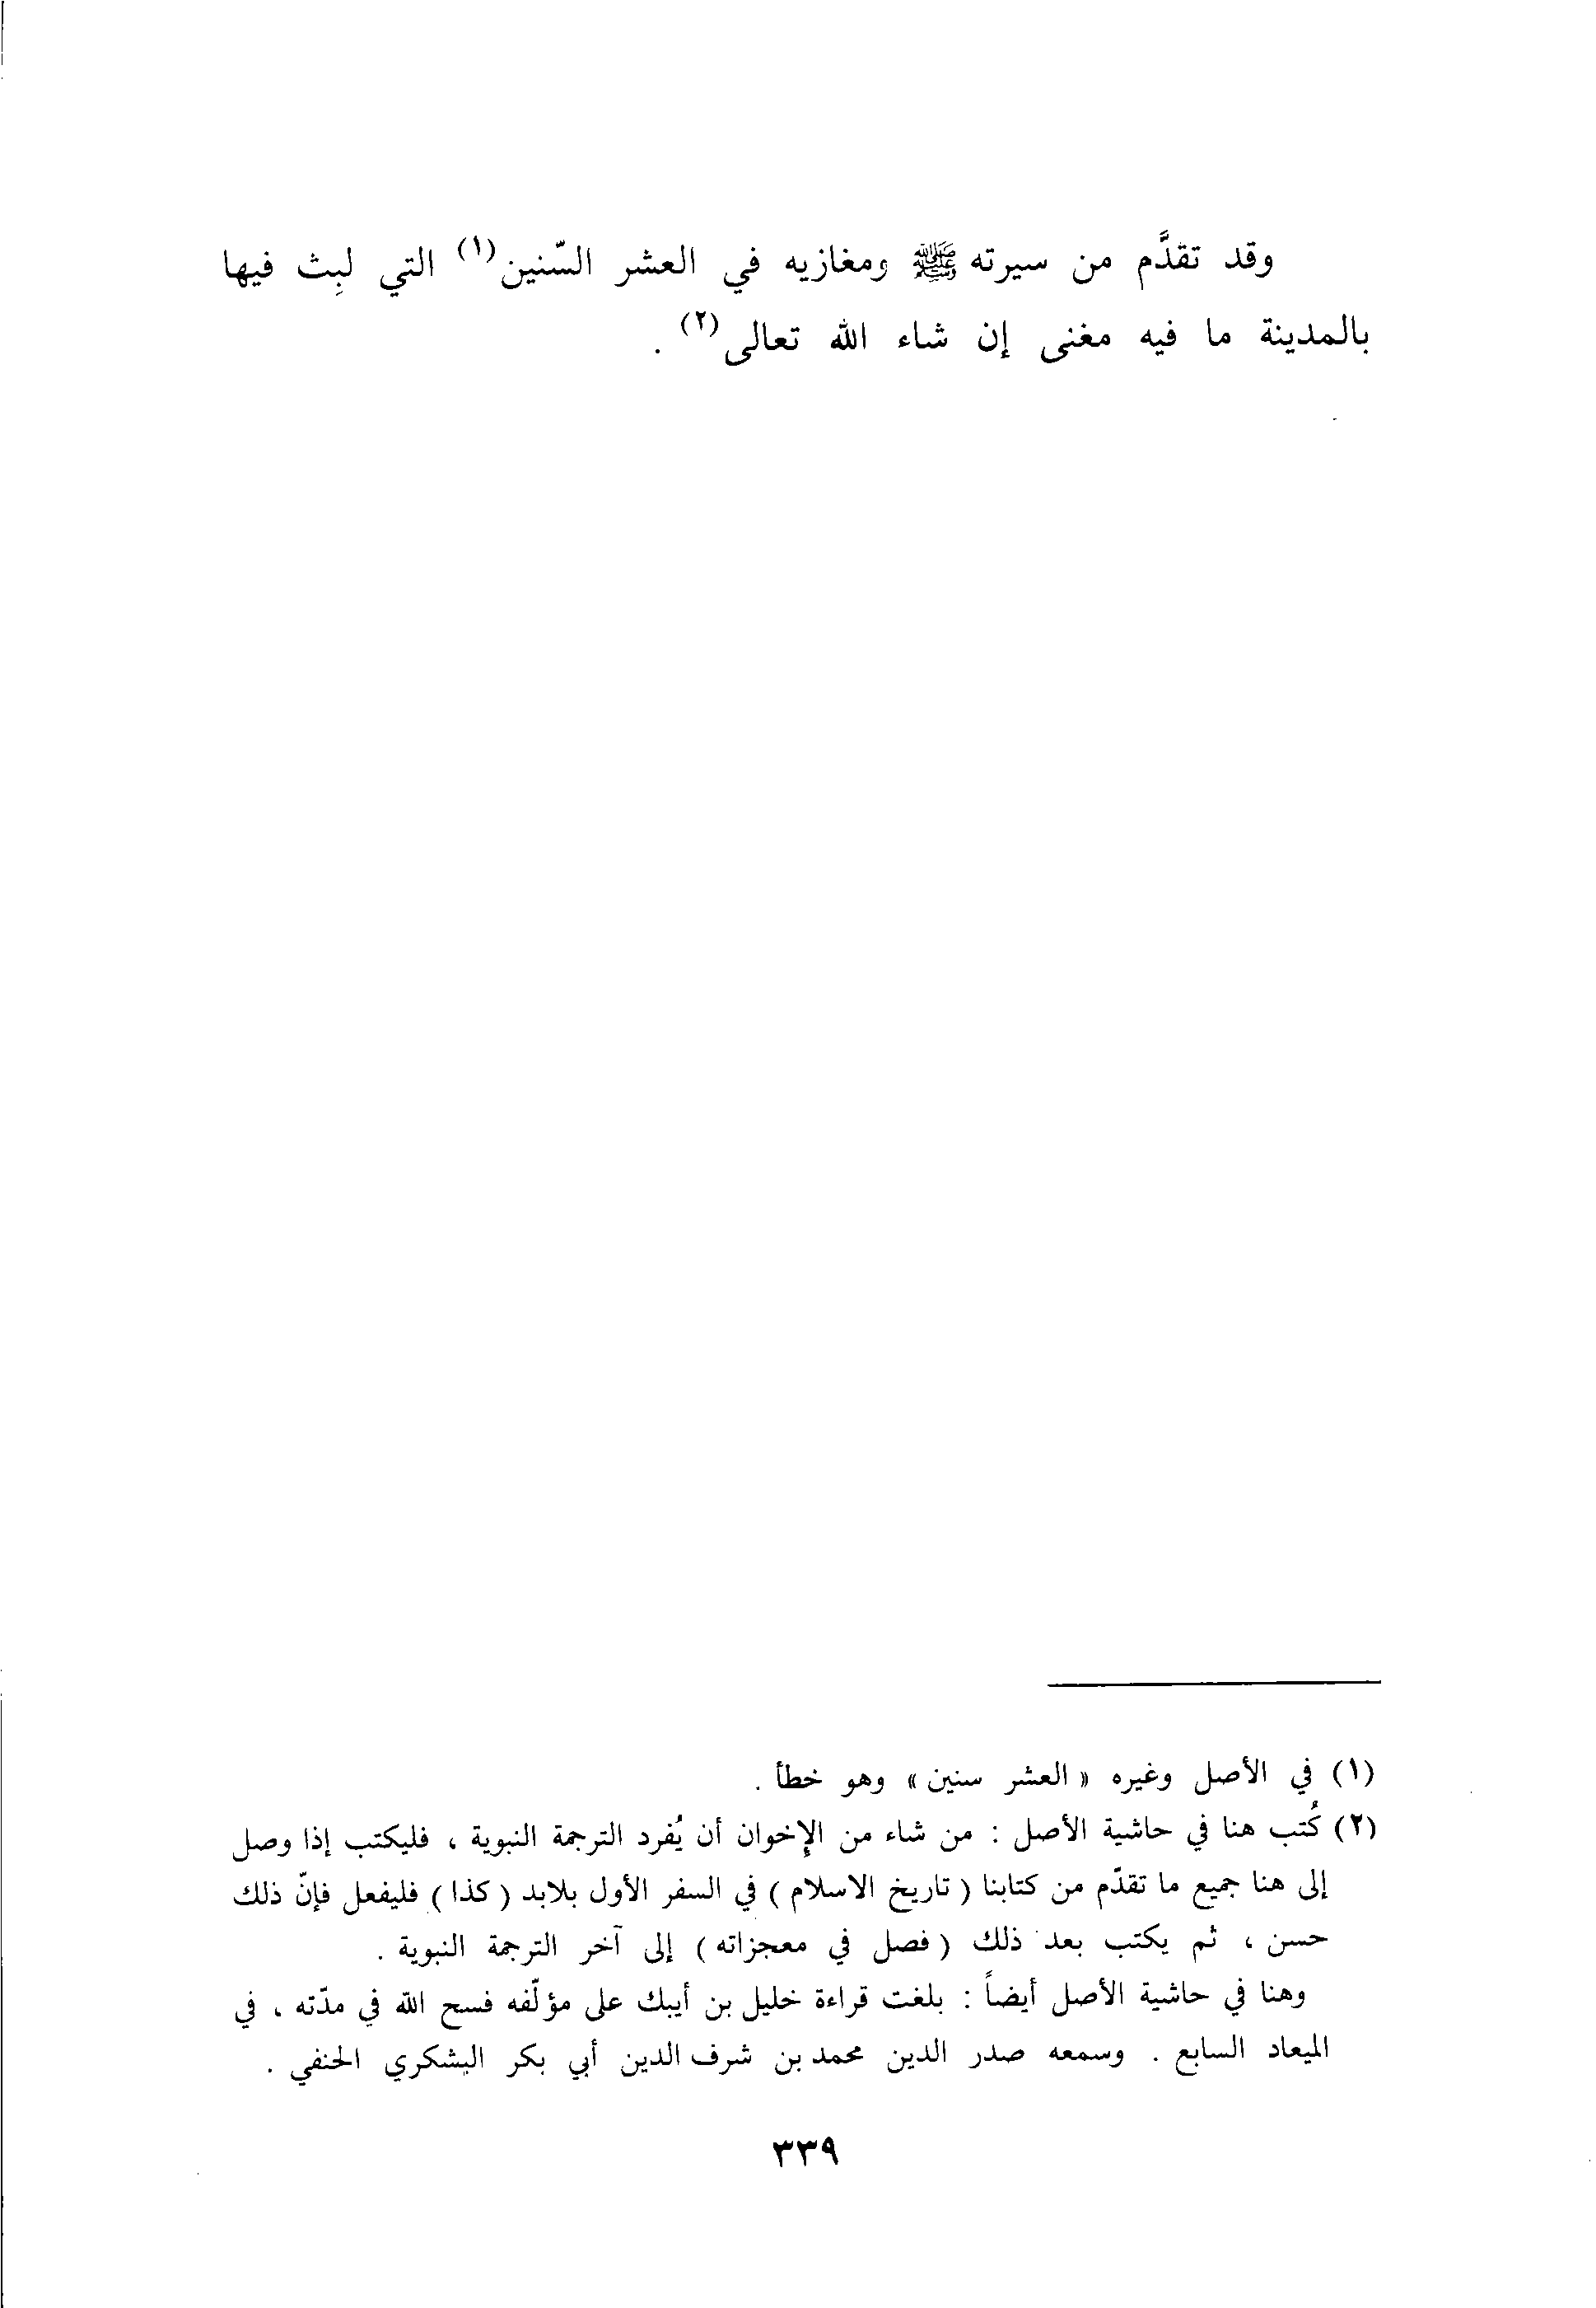 وقد تقدَّم من سيرته ﷺ ومغازيه في العشر السّنين(١) التي لبِث فيها
بالمدينة ما فيه مغنى إن شاء الله تعالى(٢) .
(١) في الأصل وغيره « العشر سنين » وهو خطأ .
(٢) كُتب هنا في حاشية الأصل : من شاء من الإخوان أن يُفرد الترجمة النبوية ، فليكتب إذا وصل
إلى هنا جميع ما تقدّم من كتابنا ( تاريخ الاسلام ) في السفر الأول بلابد ( كذا ) فليفعل فإنّ ذلك
حسن ، ثم يكتب بعد ذلك ( فصل في معجزاته ) إلى آخر الترجمة النبوية .
وهنا في حاشية الأصل أيضاً : بلغت قراءة خليل بن أيبك على مؤلّفه فسح الله في مدّته ، في
الميعاد السابع . وسمعه صدر الدين محمد بن شرف الدين أبي بكر البشكري الحنفي .
٣٣٩